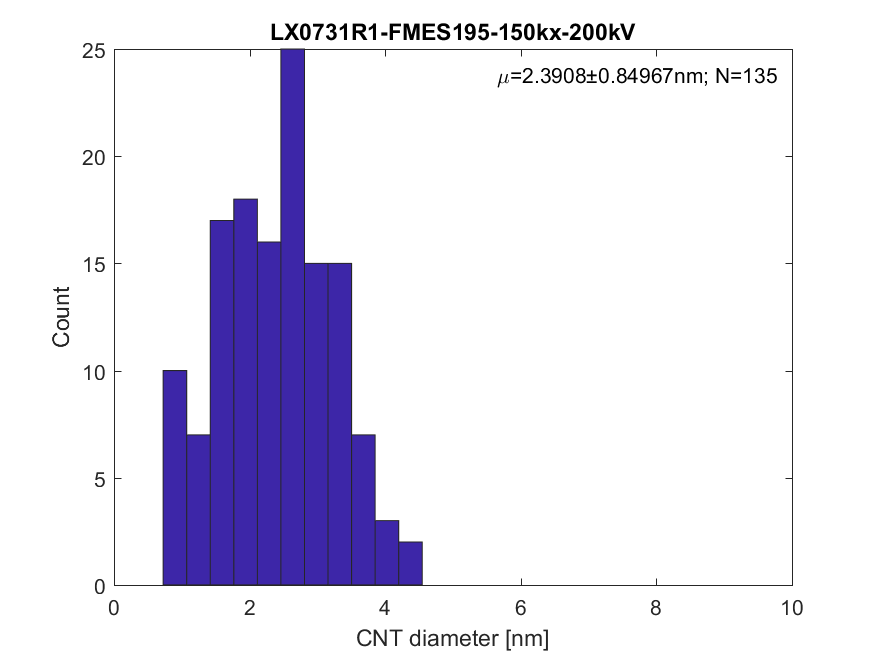 LX0731R1-FMES195-150kx-200kV
μ=2.3908±0.84967nm; N=135
25
20
15
10
5
0
Count
0 2 4 6 8 10
CNT diameter [nm]